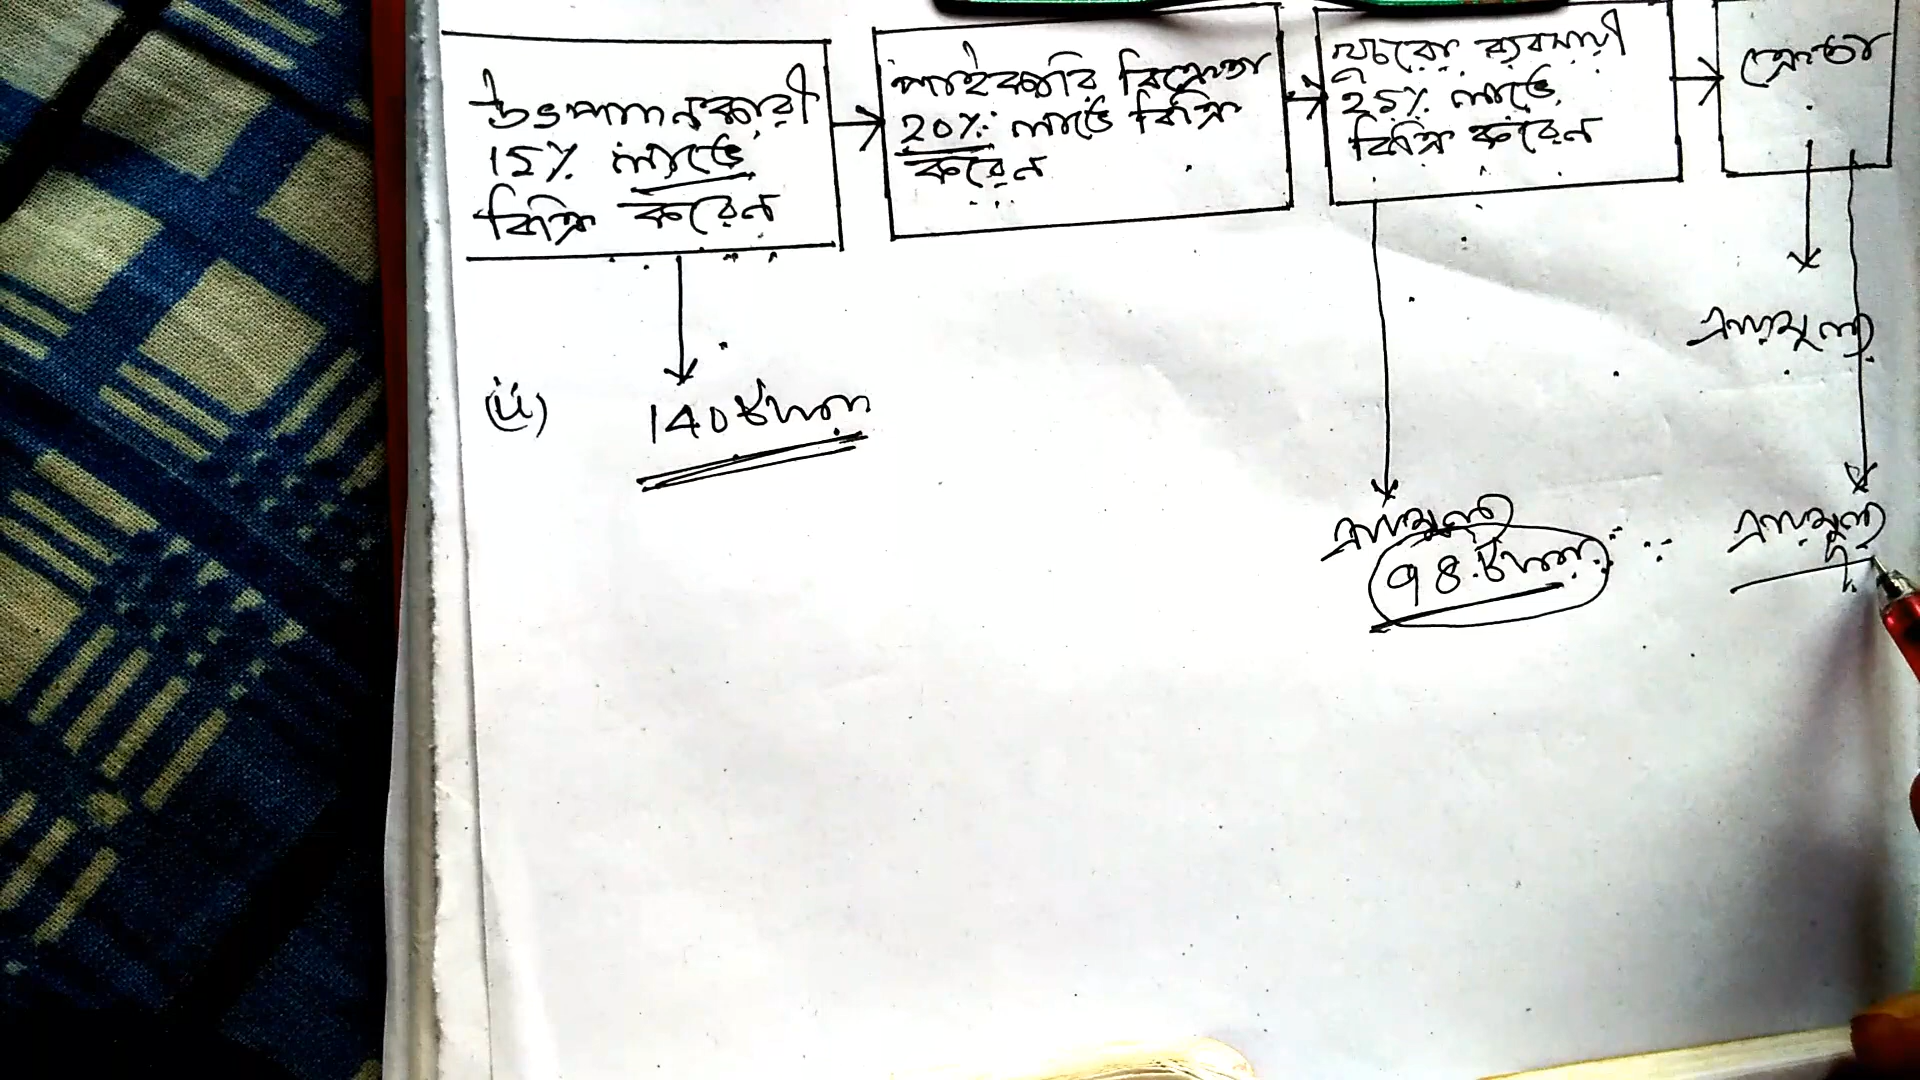 উৎপাদনকারী
15% লাভে
বিক্রি করেন
পাইকারি বিক্রেতা
20% লাভে বিক্রি
করেন
খুচরো ব্যবসায়ী
25% লাভে
বিক্রি করেন
ক্রেতা
ক্রয়মূল্য
(ii)
140 টাকা
ক্রয়মূল্য
98 টাকা
ক্রয়মূল্য